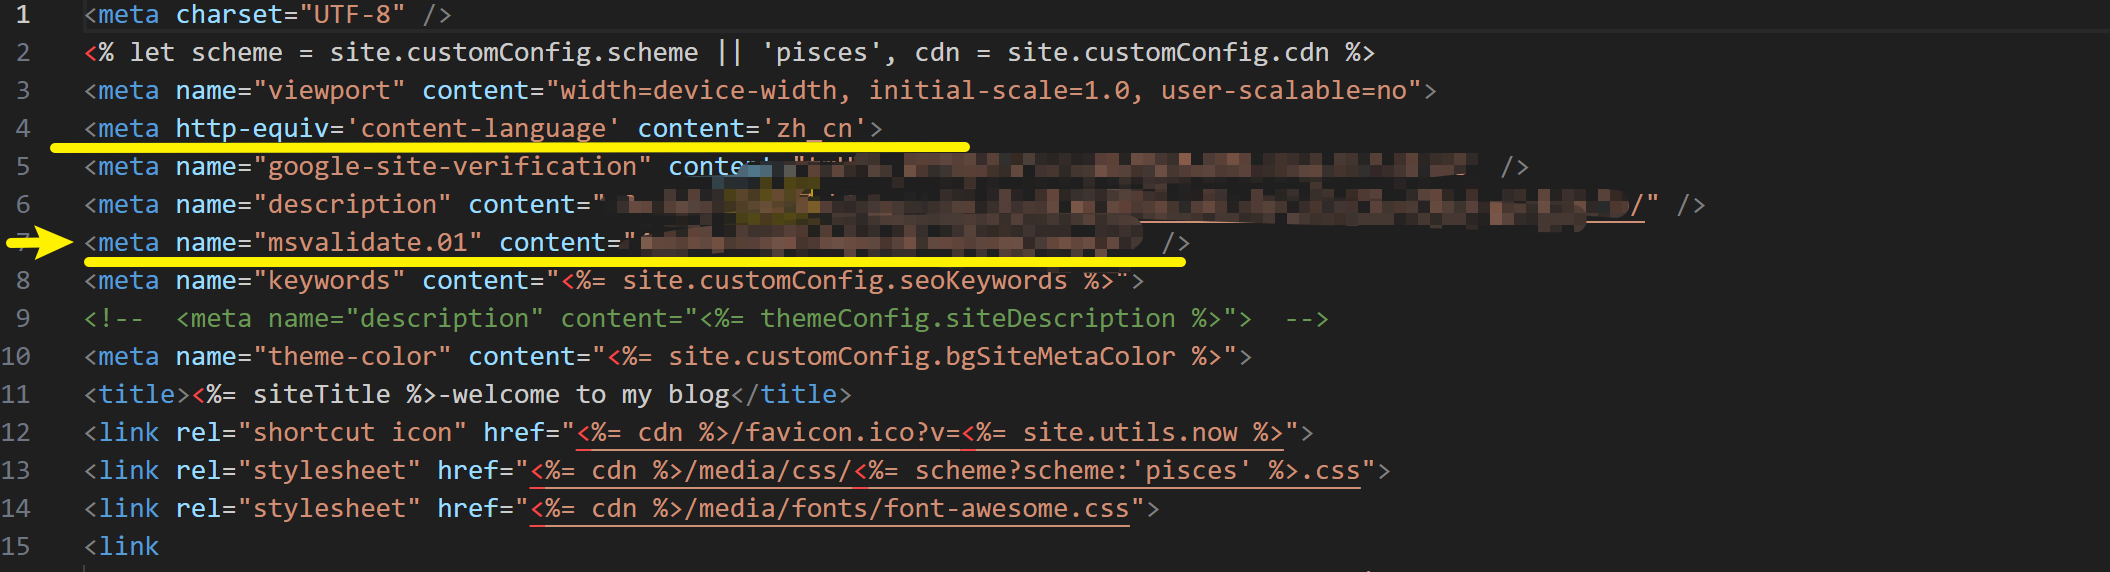 1 <meta charset="UTF-8" />
2 <% let scheme = site.customConfig.scheme || 'pisces', cdn = site.customConfig.cdn %>
3 <meta name="viewport" content="width=device-width, initial-scale=1.0, user-scalable=no">
4 <meta http-equiv='content-language' content='zh_cn'>
5 <meta name="google-site-verification" content= />
6 <meta name="description" content=" /" />
7 <meta name="msvalidate.01" content=" />
8 <meta name="keywords" content="<%= site.customConfig.seoKeywords %>">
9 <!--  <meta name="description" content="<%= themeConfig.siteDescription %>">  -->
10 <meta name="theme-color" content="<%= site.customConfig.bgSiteMetaColor %>">
11 <title><%= siteTitle %>-welcome to my blog</title>
12 <link rel="shortcut icon" href="<%= cdn %>/favicon.ico?v=<%= site.utils.now %>">
13 <link rel="stylesheet" href="<%= cdn %>/media/css/<%= scheme?scheme:'pisces' %>.css">
14 <link rel="stylesheet" href="<%= cdn %>/media/fonts/font-awesome.css">
15 <link